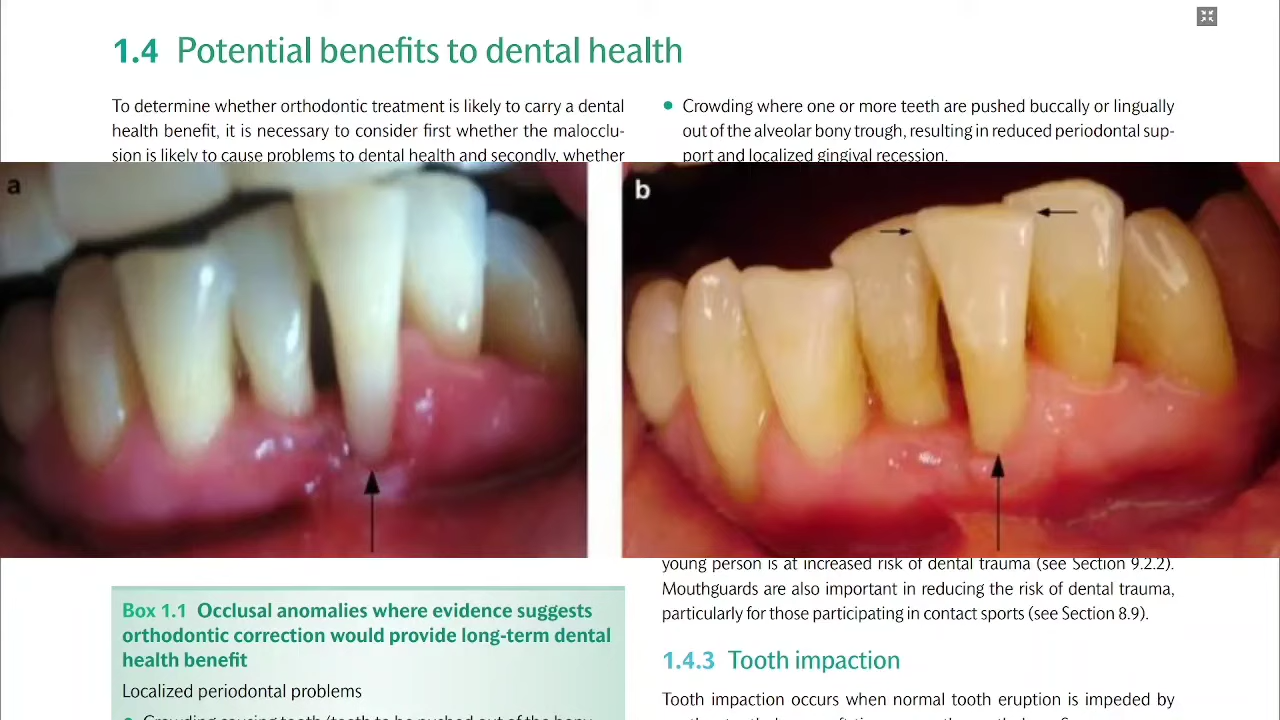 1.4 Potential benefits to dental health
To determine whether orthodontic treatment is likely to carry a dental
health benefit, it is necessary to consider first whether the malocclu-
sion is likely to cause problems to dental health and secondly, whether
• Crowding where one or more teeth are pushed buccally or lingually
out of the alveolar bony trough, resulting in reduced periodontal sup-
port and localized gingival recession.
a
b
young person is at increased risk of dental trauma (see Section 9.2.2).
Mouthguards are also important in reducing the risk of dental trauma,
particularly for those participating in contact sports (see Section 8.9).
Box 1.1 Occlusal anomalies where evidence suggests
orthodontic correction would provide long-term dental
health benefit
Localized periodontal problems
1.4.3 Tooth impaction
Tooth impaction occurs when normal tooth eruption is impeded by